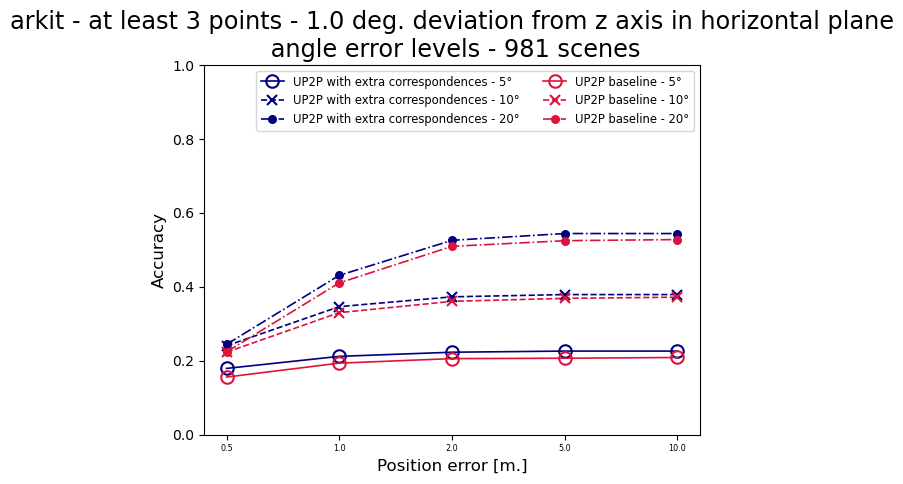 arkit - at least 3 points - 1.0 deg. deviation from z axis in horizontal plane
angle error levels - 981 scenes
UP2P with extra correspondences - 5°
UP2P with extra correspondences - 10°
UP2P with extra correspondences - 20°
UP2P baseline - 5°
UP2P baseline - 10°
UP2P baseline - 20°
Accuracy
1.0
0.8
0.6
0.4
0.2
0.0
0.5
1.0
2.0
5.0
10.0
Position error [m.]